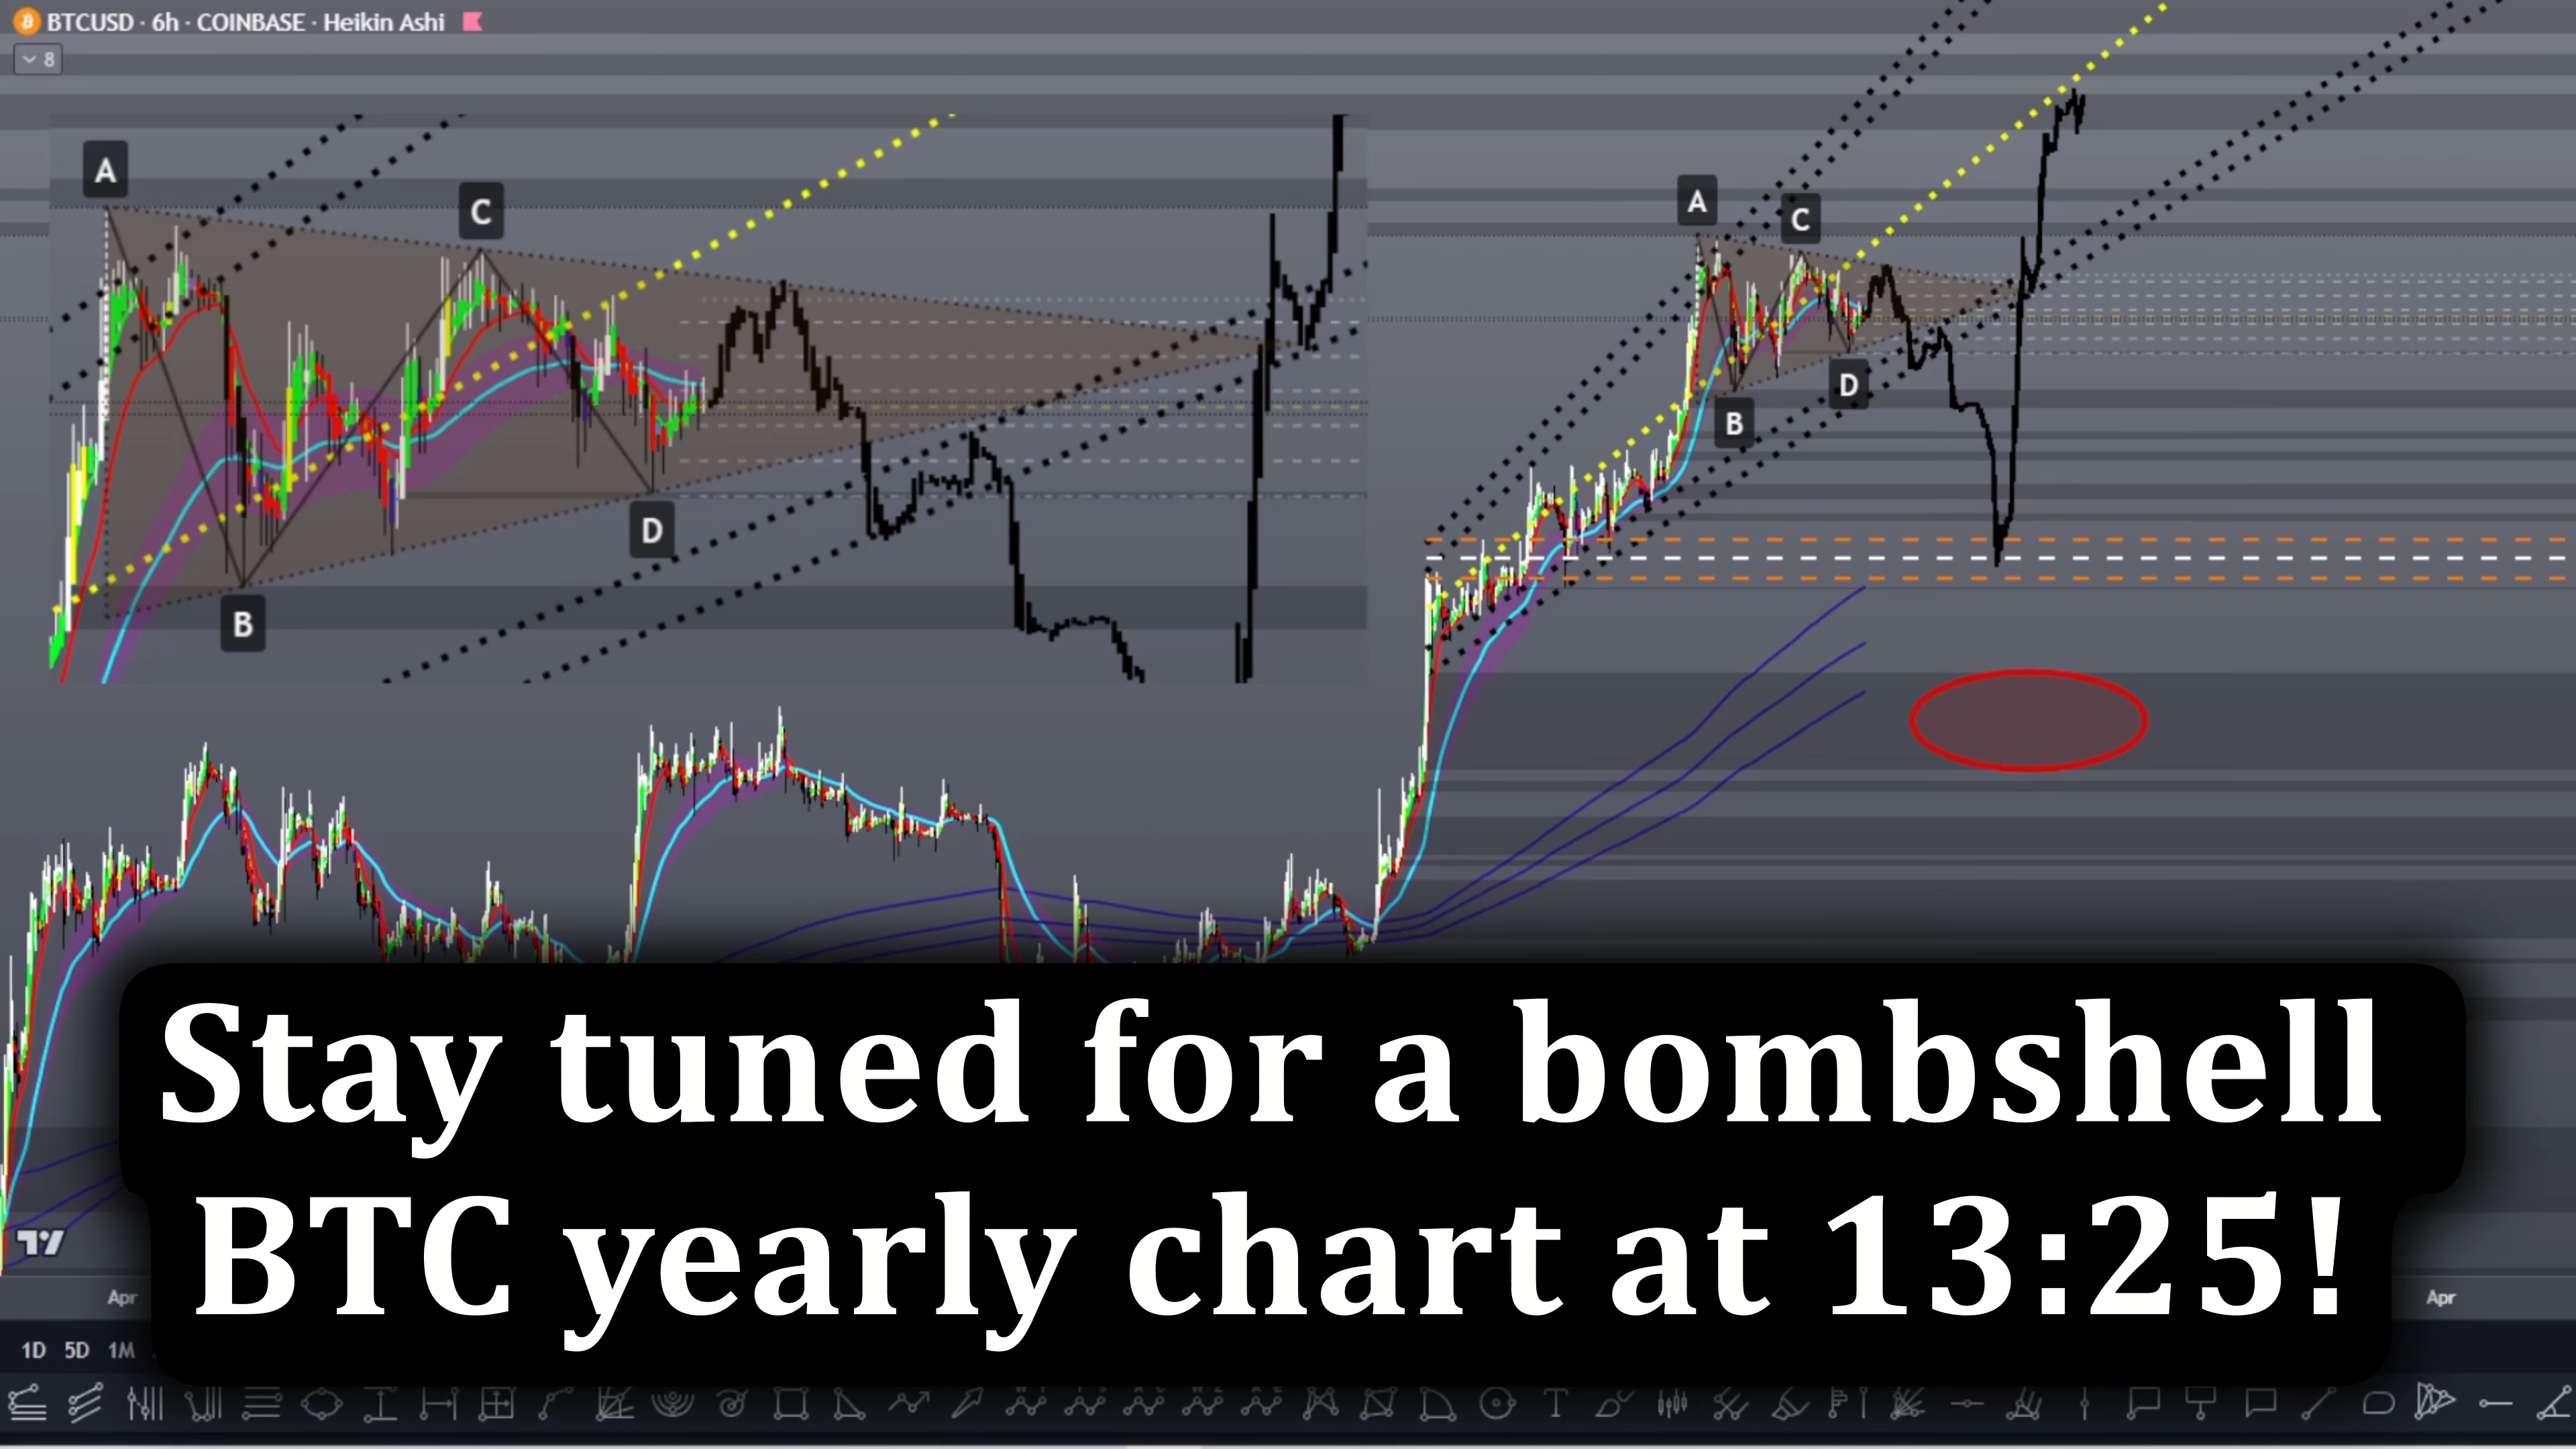 BTCUSD · 6h · COINBASE · Heikin Ashi
8
A
C
B
D
A
C
B
D
Stay tuned for a bombshell
BTC yearly chart at 13:25!
Apr
Apr
1D 5D 1M